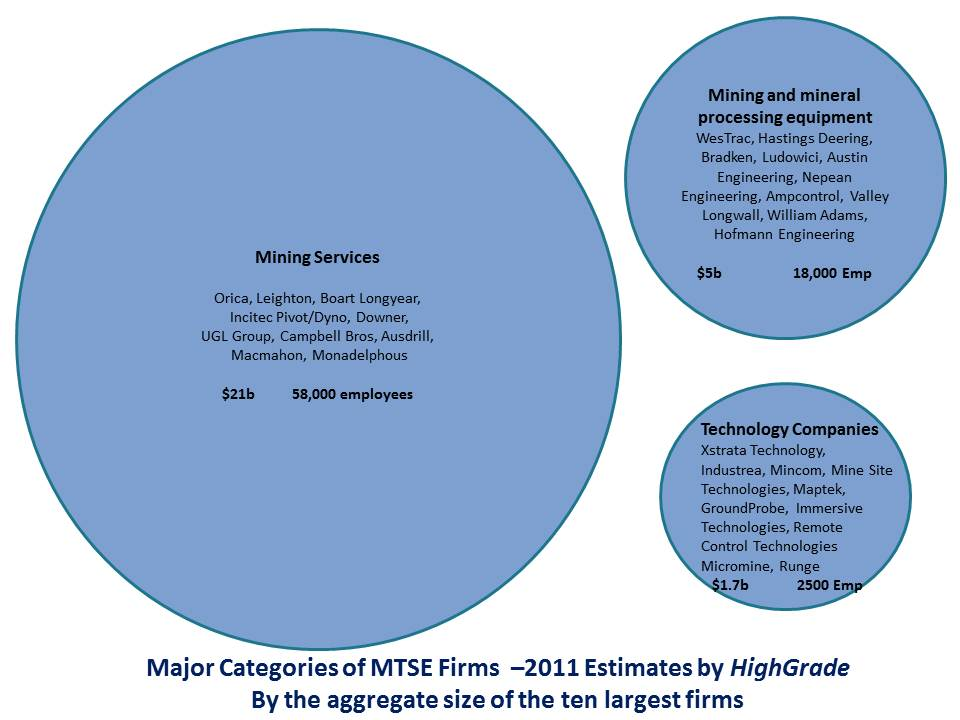 Mining Services
Orica, Leighton, Boart Longyear,
Incitec Pivot/Dyno, Downer,
UGL Group, Campbell Bros, Ausdrill,
Macmahon, Monadelphous
$21b 58,000 employees
Mining and mineral
processing equipment
WesTrac, Hastings Deering,
Bradken, Ludowici, Austin
Engineering, Nepean
Engineering, Ampcontrol, Valley
Longwall, William Adams,
Hofmann Engineering
$5b 18,000 Emp
Technology Companies
Xstrata Technology,
Industrea, Mincom, Mine Site
Technologies, Maptek,
GroundProbe, Immersive
Technologies, Remote
Control Technologies
Micromine, Runge
$1.7b 2500 Emp
Major Categories of MTSE Firms –2011 Estimates by HighGrade
By the aggregate size of the ten largest firms